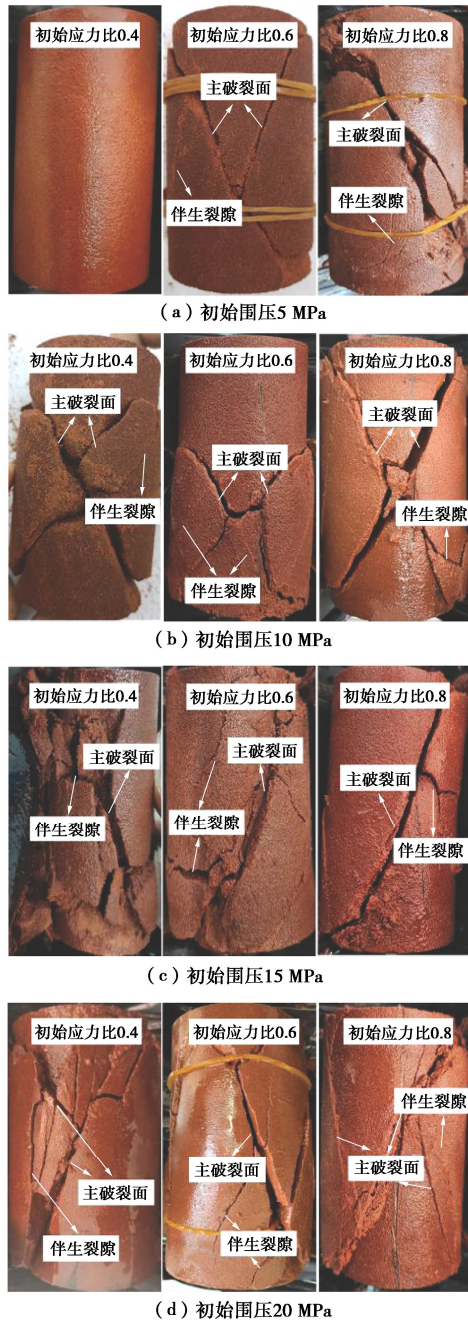 初始应力比0.4
初始应力比0.6
初始应力比0.8
主破裂面
主破裂面
伴生裂隙
伴生裂隙
(a)初始围压5 MPa
初始应力比0.4
初始应力比0.6
初始应力比0.8
主破裂面
主破裂面
主破裂面
伴生裂隙
伴生裂隙
伴生裂隙
(b)初始围压10 MPa
初始应力比0.4
初始应力比0.6
初始应力比0.8
主破裂面
主破裂面
主破裂面
伴生裂隙
伴生裂隙
伴生裂隙
(c)初始围压15 MPa
初始应力比0.4
初始应力比0.6
初始应力比0.8
伴生裂隙
主破裂面
主破裂面
主破裂面
伴生裂隙
伴生裂隙
(d)初始围压20 MPa